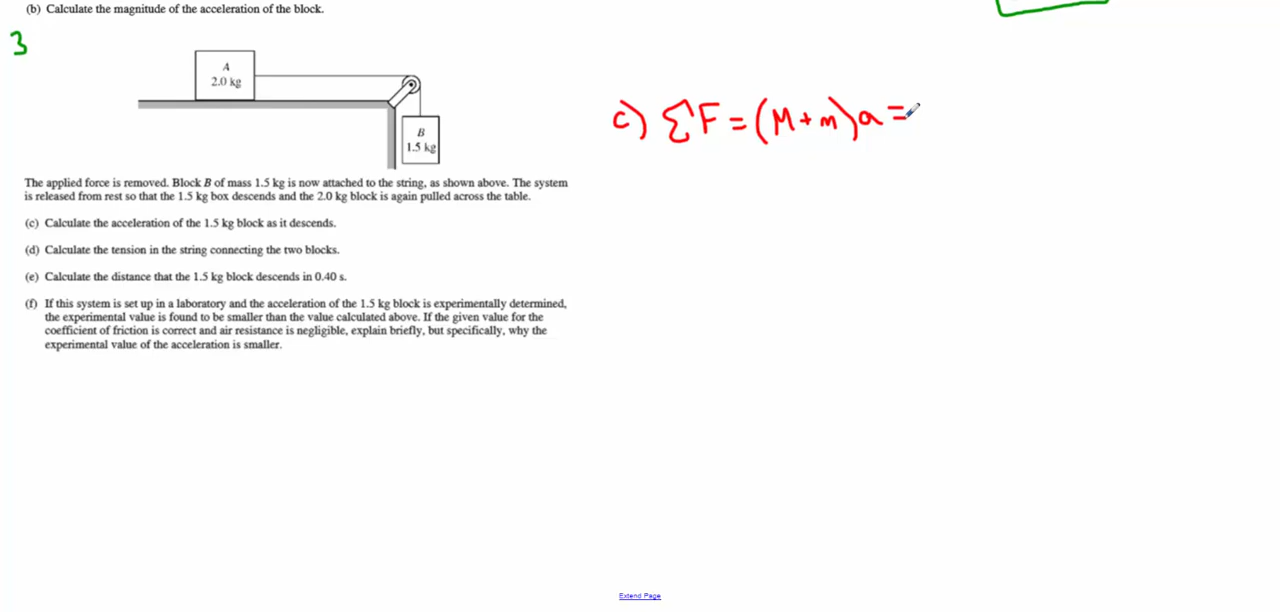 (b) Calculate the magnitude of the acceleration of the block.
3
A
2.0 kg
c) ΣF = (M + m)a =
B
1.5 kg
The applied force is removed. Block B of mass 1.5 kg is now attached to the string, as shown above. The system
is released from rest so that the 1.5 kg box descends and the 2.0 kg block is again pulled across the table.
(c) Calculate the acceleration of the 1.5 kg block as it descends.
(d) Calculate the tension in the string connecting the two blocks.
(e) Calculate the distance that the 1.5 kg block descends in 0.40 s.
(f) If this system is set up in a laboratory and the acceleration of the 1.5 kg block is experimentally determined,
the experimental value is found to be smaller than the value calculated above. If the given value for the
coefficient of friction is correct and air resistance is negligible, explain briefly, but specifically, why the
experimental value of the acceleration is smaller.
Extend Page